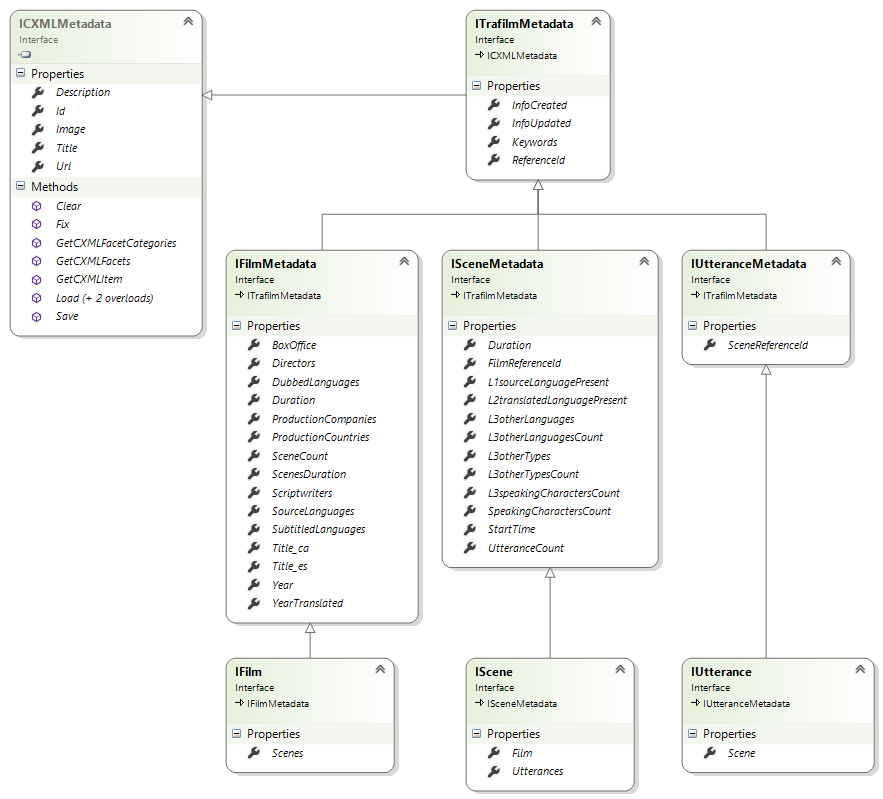 ICXMLMetadata
Interface
Properties
Description
Id
Image
Title
Url
Methods
Clear
Fix
GetCXMLFacetCategories
GetCXMLFacets
GetCXMLItem
Load (+ 2 overloads)
Save
ITrafilmMetadata
Interface
ICXMLMetadata
Properties
InfoCreated
InfoUpdated
Keywords
ReferenceId
IFilmMetadata
Interface
ITrafilmMetadata
Properties
BoxOffice
Directors
DubbedLanguages
Duration
ProductionCompanies
ProductionCountries
SceneCount
ScenesDuration
Scriptwriters
SourceLanguages
SubtitledLanguages
Title_ca
Title_es
Year
YearTranslated
ISceneMetadata
Interface
ITrafilmMetadata
Properties
Duration
FilmReferenceId
L1sourceLanguagePresent
L2translatedLanguagePresent
L3otherLanguages
L3otherLanguagesCount
L3otherTypes
L3otherTypesCount
L3speakingCharactersCount
SpeakingCharactersCount
StartTime
UtteranceCount
IUtteranceMetadata
Interface
ITrafilmMetadata
Properties
SceneReferenceId
IFilm
Interface
IFilmMetadata
Properties
Scenes
IScene
Interface
ISceneMetadata
Properties
Film
Utterances
IUtterance
Interface
IUtteranceMetadata
Properties
Scene